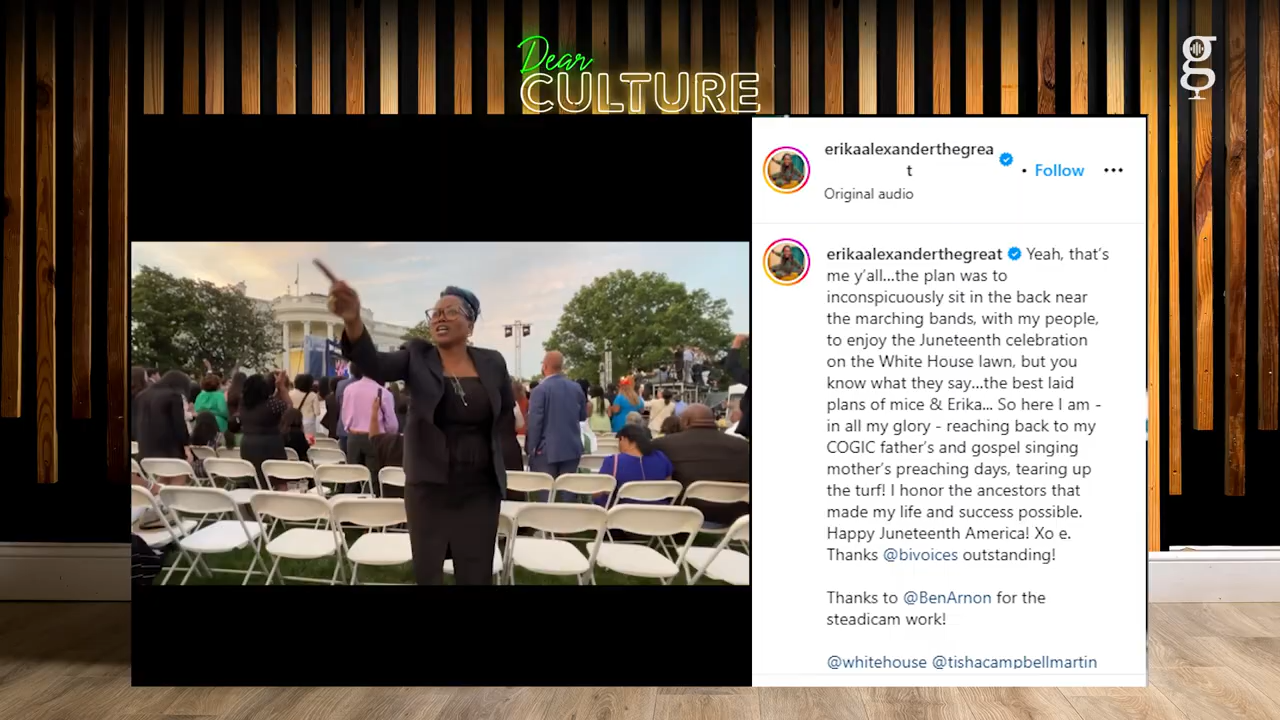 Dear
CULTURE
g
erikaalexanderthegrea
t
• Follow •••
Original audio
erikaalexanderthegreat Yeah, that's
me y'all...the plan was to
inconspicuously sit in the back near
the marching bands, with my people,
to enjoy the Juneteenth celebration
on the White House lawn, but you
know what they say...the best laid
plans of mice & Erika... So here I am -
in all my glory - reaching back to my
COGIC father's and gospel singing
mother's preaching days, tearing up
the turf! I honor the ancestors that
made my life and success possible.
Happy Juneteenth America! Xo e.
Thanks @bivoices outstanding!
Thanks to @BenArnon for the
steadicam work!
@whitehouse @tishacampbellmartin